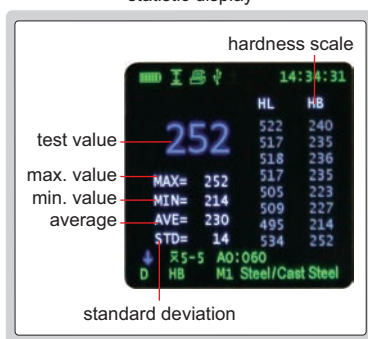 statistic display
hardness scale
14:34:31
HL HB
test value
252
522 240
517 235
518 236
517 235
505 223
509 227
495 214
534 252
max. value
MAX= 252
min. value
MIN= 214
average
AVE= 230
STD= 14
x̄5-5 A0:060
D HB M1 Steel/Cast Steel
standard deviation